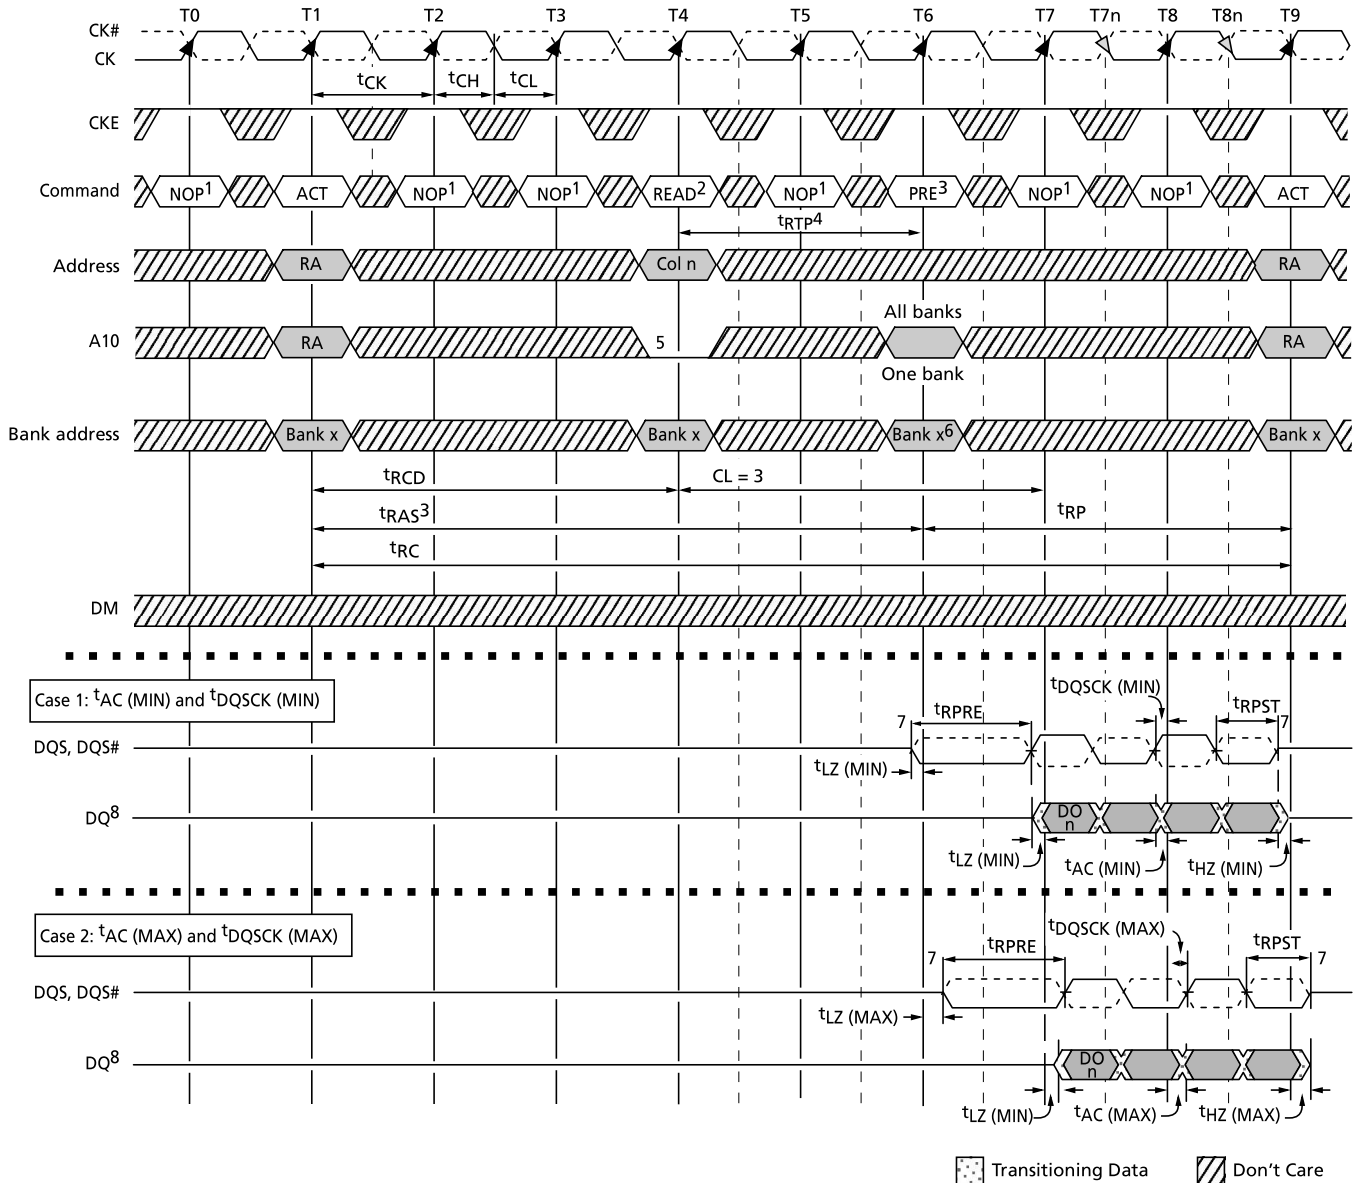 T0 T1 T2 T3 T4 T5 T6 T7 T7n T8 T8n T9
CK#
CK
tCK tCH tCL
CKE
Command NOP1 ACT NOP1 NOP1 READ2 NOP1 PRE3 NOP1 NOP1 ACT
tRTP4
Address RA Col n RA
All banks
A10 RA 5 RA
One bank
Bank address Bank x Bank x Bank x6 Bank x
tRCD CL = 3
tRAS3 tRP
tRC
DM
Case 1: tAC (MIN) and tDQSCK (MIN)
tDQSCK (MIN)
7 tRPRE tRPST 7
DQS, DQS#
tLZ (MIN)
DQ8 DO
n
tLZ (MIN) tAC (MIN) tHZ (MIN)
Case 2: tAC (MAX) and tDQSCK (MAX)
tDQSCK (MAX)
7 tRPRE tRPST 7
DQS, DQS#
tLZ (MAX)
DQ8 DO
n
tLZ (MIN) tAC (MAX) tHZ (MAX)
Transitioning Data Don't Care